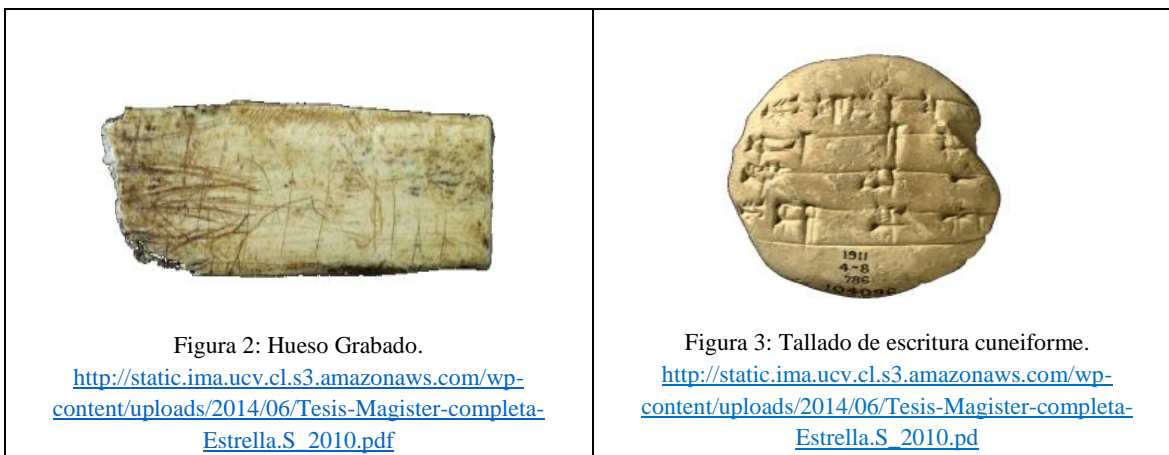 1911
4-8
786
104096
Figura 2: Hueso Grabado.
http://static.ima.ucv.cl.s3.amazonaws.com/wp-
content/uploads/2014/06/Tesis-Magister-completa-
Estrella.S_2010.pdf
Figura 3: Tallado de escritura cuneiforme.
http://static.ima.ucv.cl.s3.amazonaws.com/wp-
content/uploads/2014/06/Tesis-Magister-completa-
Estrella.S_2010.pd